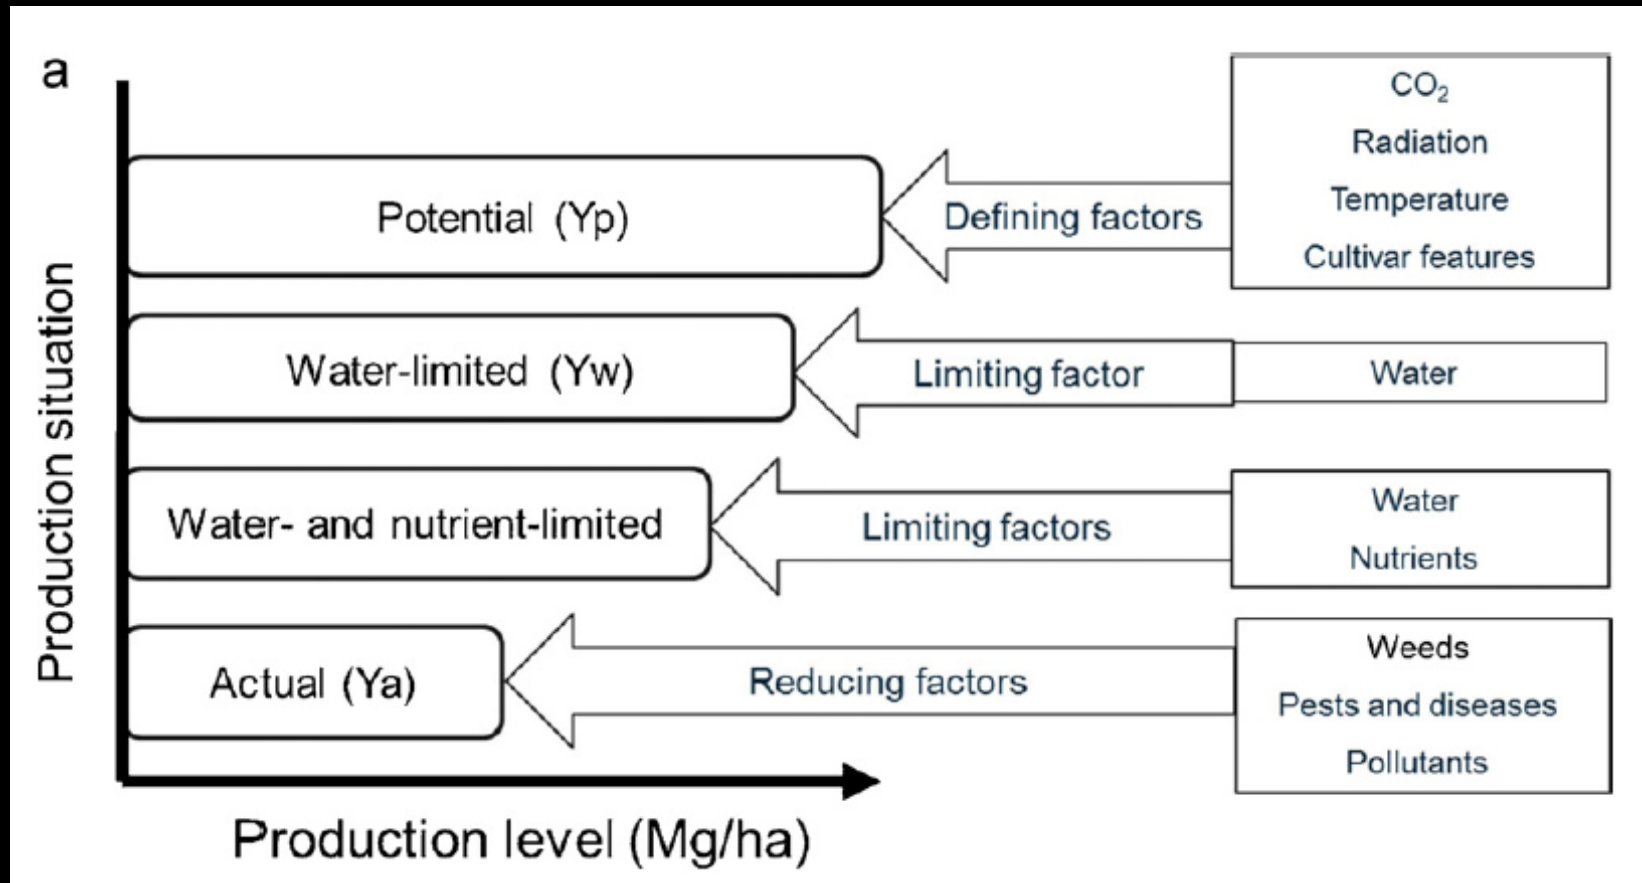 a
Production situation
Potential (Yp)
Defining factors
CO₂
Radiation
Temperature
Cultivar features
Water-limited (Yw)
Limiting factor
Water
Water- and nutrient-limited
Limiting factors
Water
Nutrients
Actual (Ya)
Reducing factors
Weeds
Pests and diseases
Pollutants
Production level (Mg/ha)